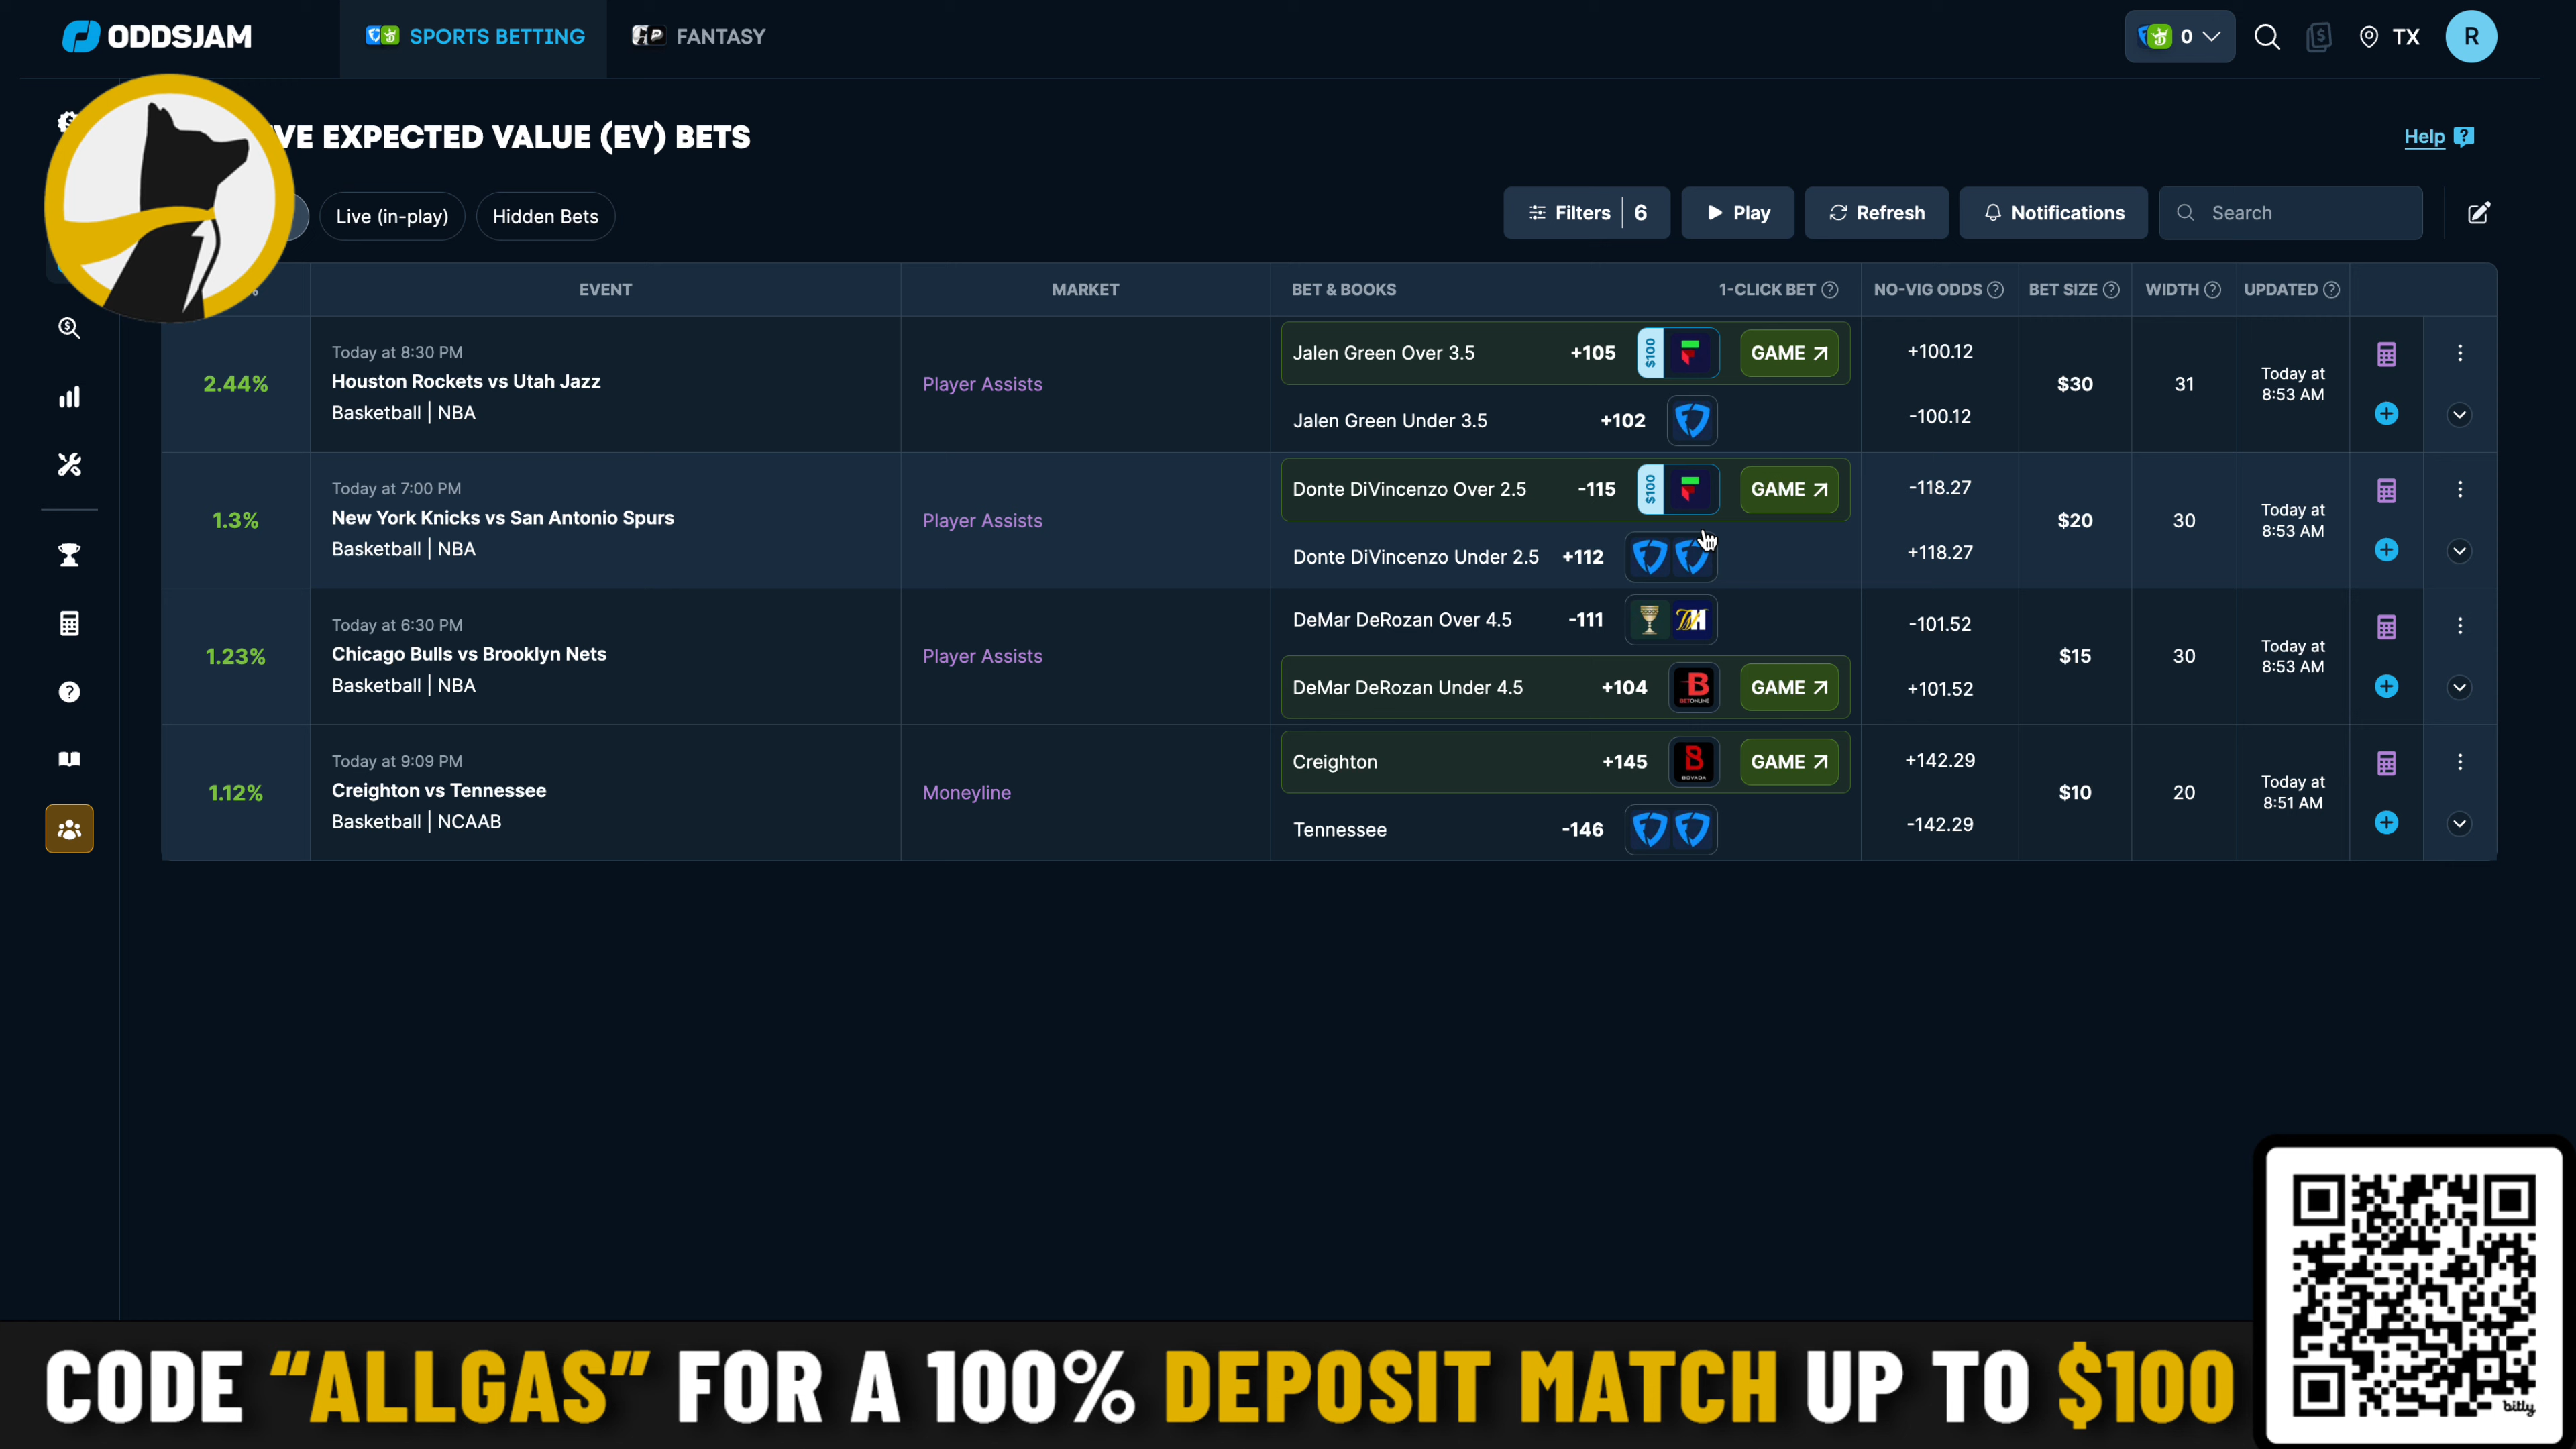 ODDSJAM
SPORTS BETTING
FANTASY
0
TX
R
VE EXPECTED VALUE (EV) BETS
Help
Live (in-play)
Hidden Bets
Filters | 6
Play
Refresh
Notifications
Search
%
EVENT
MARKET
BET & BOOKS
1-CLICK BET
NO-VIG ODDS
BET SIZE
WIDTH
UPDATED
2.44%
Today at 8:30 PM
Houston Rockets vs Utah Jazz
Basketball | NBA
Player Assists
Jalen Green Over 3.5 +105 $100 GAME
Jalen Green Under 3.5 +102
+100.12
-100.12
$30
31
Today at
8:53 AM
1.3%
Today at 7:00 PM
New York Knicks vs San Antonio Spurs
Basketball | NBA
Player Assists
Donte DiVincenzo Over 2.5 -115 $100 GAME
Donte DiVincenzo Under 2.5 +112
-118.27
+118.27
$20
30
Today at
8:53 AM
1.23%
Today at 6:30 PM
Chicago Bulls vs Brooklyn Nets
Basketball | NBA
Player Assists
DeMar DeRozan Over 4.5 -111
DeMar DeRozan Under 4.5 +104 B BETONLINE GAME
-101.52
+101.52
$15
30
Today at
8:53 AM
1.12%
Today at 9:09 PM
Creighton vs Tennessee
Basketball | NCAAB
Moneyline
Creighton +145 B BOVADA GAME
Tennessee -146
+142.29
-142.29
$10
20
Today at
8:51 AM
CODE “ALLGAS” FOR A 100% DEPOSIT MATCH UP TO $100
bitly